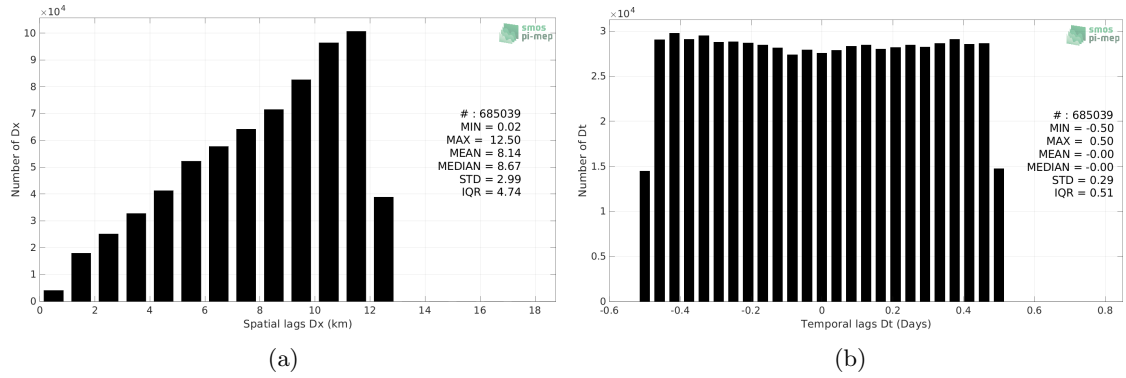 ×10⁴
10
9
8
7
6
5
4
3
2
1
0
Number of Dx
0 2 4 6 8 10 12 14 16 18
Spatial lags Dx (km)
smos
pi-mep
# : 685039
MIN = 0.02
MAX = 12.50
MEAN = 8.14
MEDIAN = 8.67
STD = 2.99
IQR = 4.74
(a)
×10⁴
3
2.5
2
1.5
1
0.5
0
Number of Dt
-0.6 -0.4 -0.2 0 0.2 0.4 0.6 0.8
Temporal lags Dt (Days)
smos
pi-mep
# : 685039
MIN = -0.50
MAX = 0.50
MEAN = -0.00
MEDIAN = -0.00
STD = 0.29
IQR = 0.51
(b)